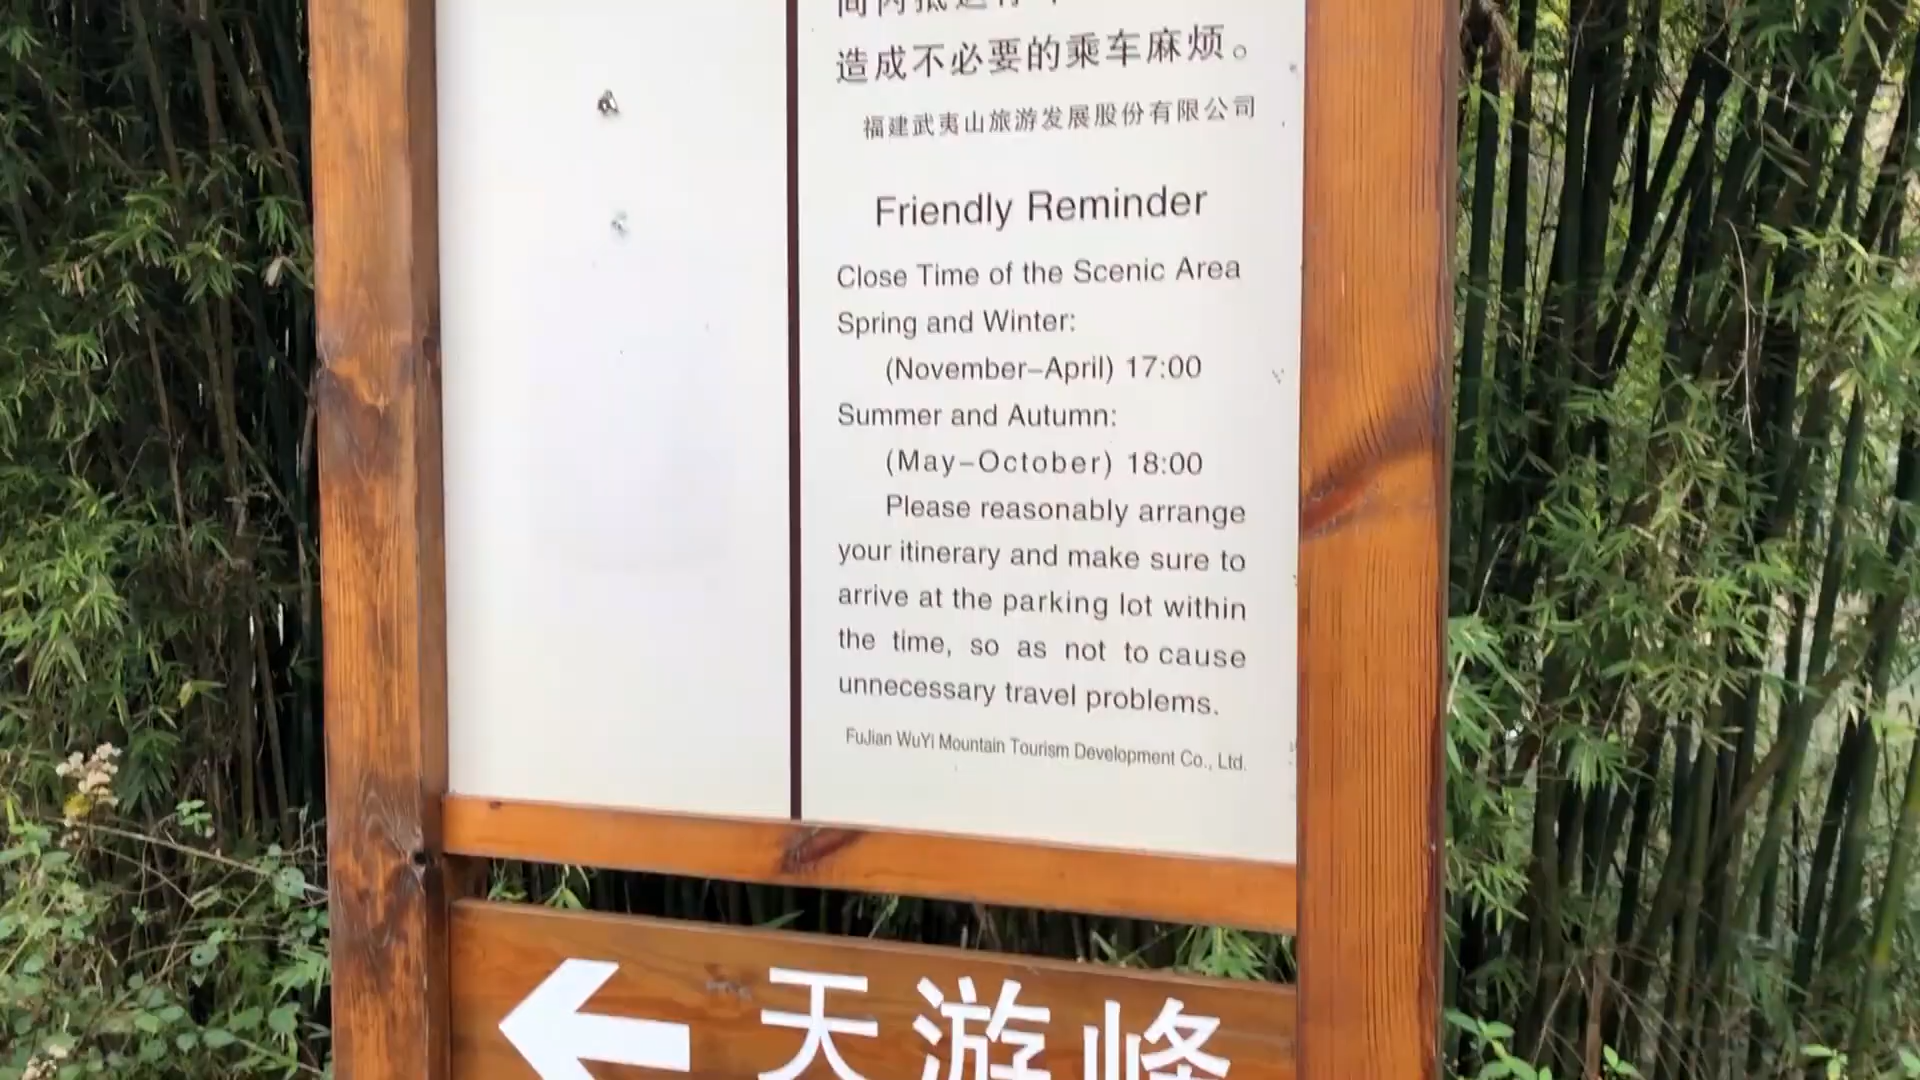 造成不必要的乘车麻烦。
福建武夷山旅游发展股份有限公司
Friendly Reminder
Close Time of the Scenic Area
Spring and Winter:
(November–April) 17:00
Summer and Autumn:
(May–October) 18:00
Please reasonably arrange
your itinerary and make sure to
arrive at the parking lot within
the time, so as not to cause
unnecessary travel problems.
FuJian WuYi Mountain Tourism Development Co., Ltd.
天游峰